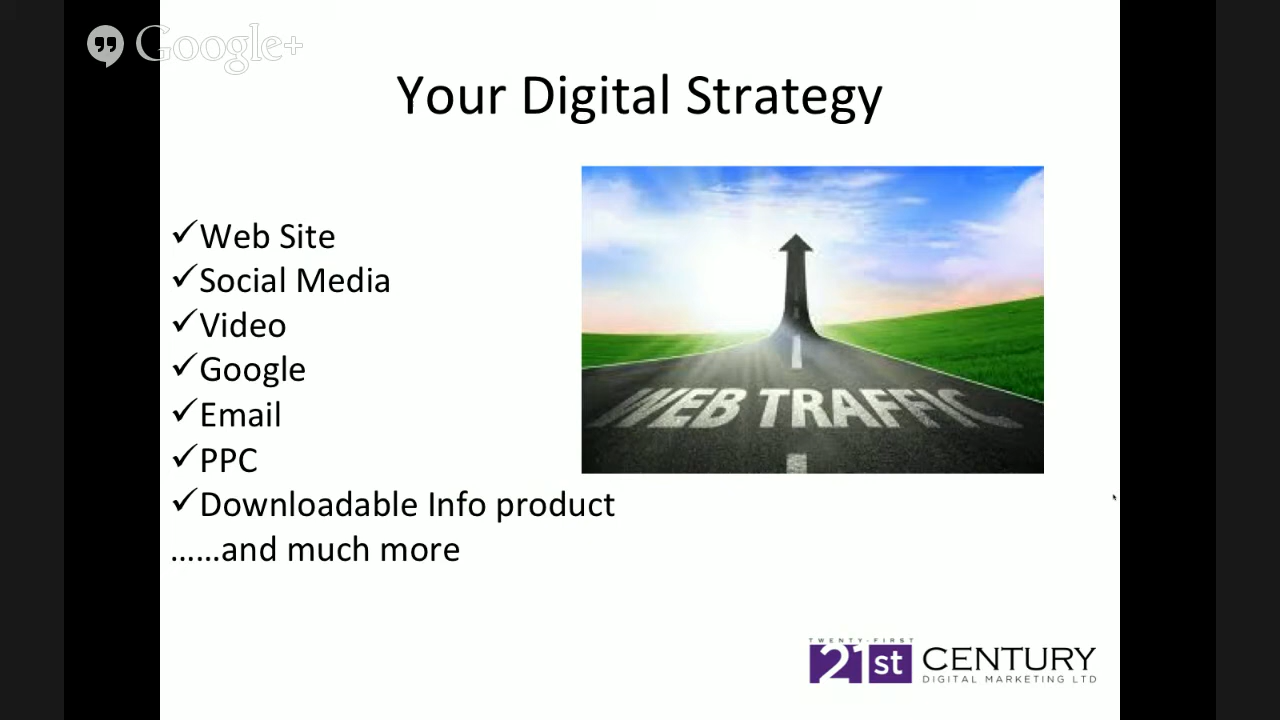 Google+
Your Digital Strategy
✓Web Site
✓Social Media
✓Video
✓Google
✓Email
✓PPC
✓Downloadable Info product
......and much more
WEB TRAFFIC
TWENTY-FIRST
21st CENTURY
DIGITAL MARKETING LTD